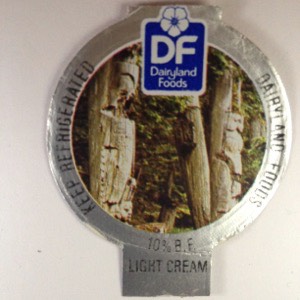 DF
Dairyland
Foods
KEEP REFRIGERATED
DAIRYLAND FOODS
10% B.F.
LIGHT CREAM